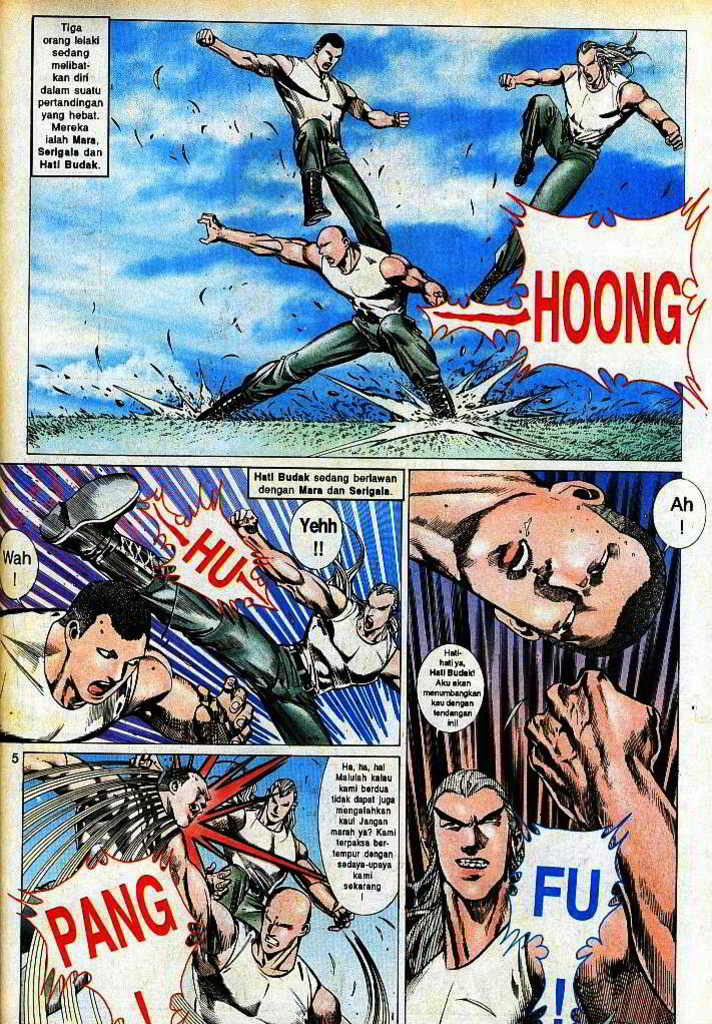 Tiga
orang lelaki
sedang
melibat-
kan diri
dalam suatu
pertandingan
yang hebat.
Mereka
ialah Mara,
Serigala dan
Hati Budak.
HOONG
Hati Budak sedang berlawan
dengan Mara dan Serigala.
Wah
!
HU
Yehh
!!
Ah
!
Hati-
hati ya,
Hati Budak!
Aku akan
menumbangkan
kau dengan
tendangan
ini!
FU
!
5
Ha, ha, ha!
Malulah kalau
kami berdua
tidak dapat juga
mengalahkan
kau! Jangan
marah ya? Kami
terpaksa ber-
tempur dengan
sedaya-upaya
kami
sekarang
!
PANG
!